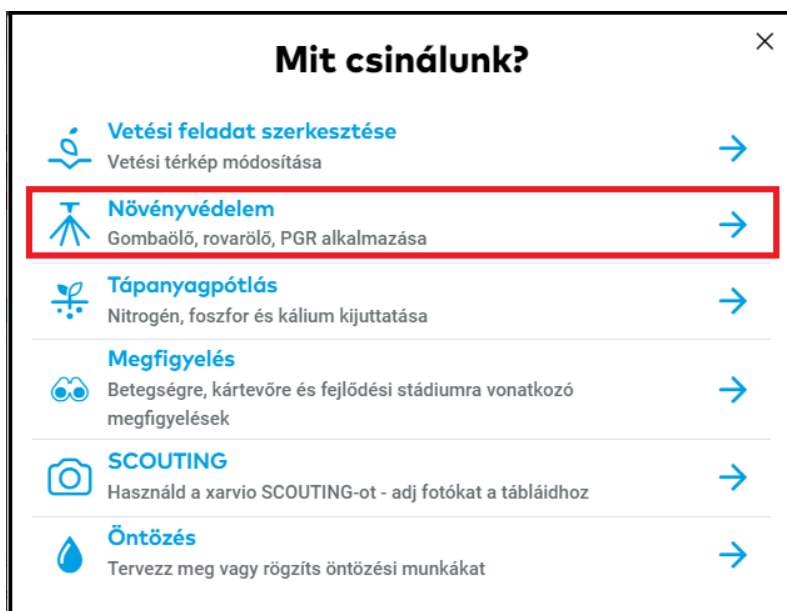 Mit csinálunk?
Vetési feladat szerkesztése
Vetési térkép módosítása
Növényvédelem
Gombaölő, rovarölő, PGR alkalmazása
Tápanyagpótlás
Nitrogén, foszfor és kálium kijuttatása
Megfigyelés
Betegségre, kártevőre és fejlődési stádiumra vonatkozó
megfigyelések
SCOUTING
Használd a xarvio SCOUTING-ot - adj fotókat a tábláidhoz
Öntözés
Tervezz meg vagy rögzíts öntözési munkákat